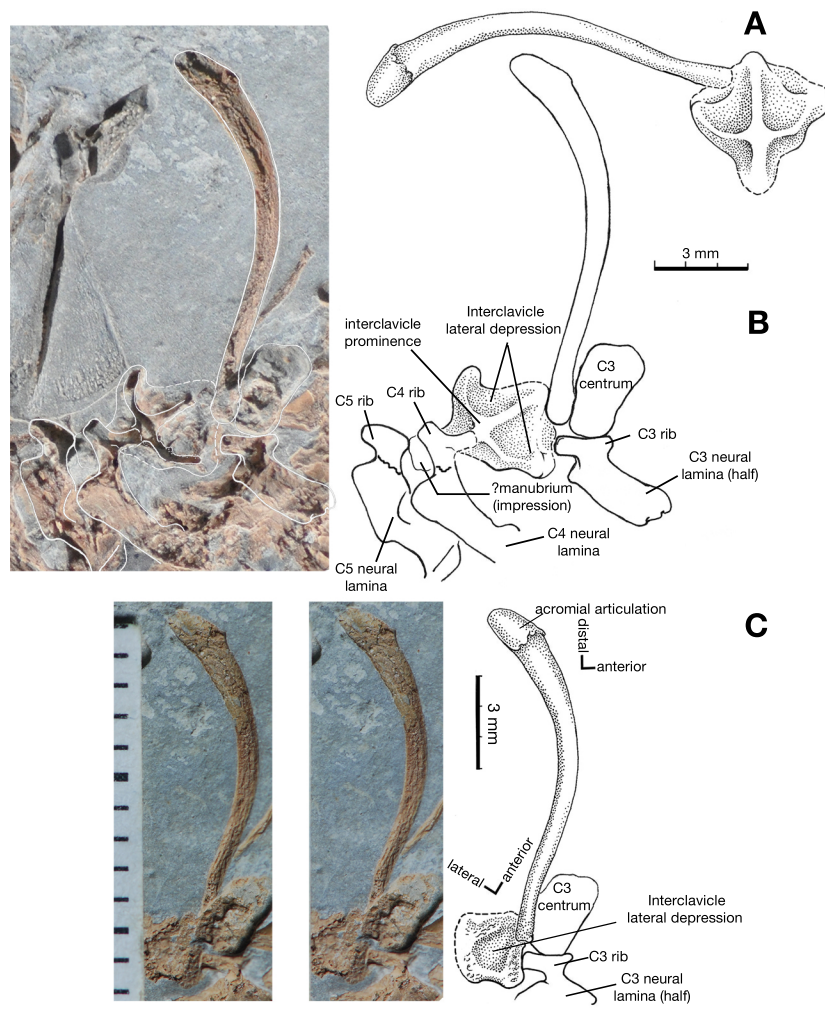 A
3 mm
B
Interclavicle
lateral depression
interclavicle
prominence
C3
centrum
C5 rib
C4 rib
C3 rib
C3 neural
lamina (half)
?manubrium
(impression)
C4 neural
lamina
C5 neural
lamina
C
acromial articulation
distal
anterior
3 mm
lateral
anterior
C3
centrum
Interclavicle
lateral depression
C3 rib
C3 neural
lamina (half)